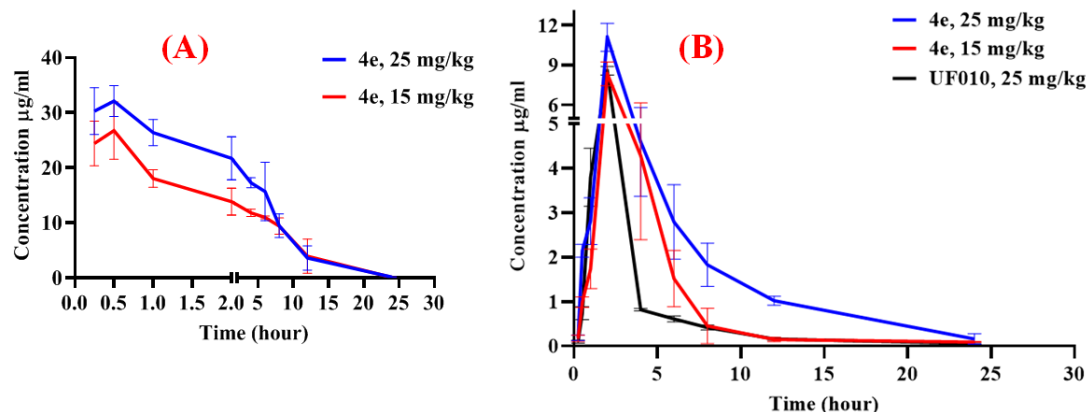 (A)
4e, 25 mg/kg
4e, 15 mg/kg
Concentration µg/ml
40
30
20
10
0
0.0 0.5 1.0 1.5 2.0 5 10 15 20 25 30
Time (hour)
(B)
4e, 25 mg/kg
4e, 15 mg/kg
UF010, 25 mg/kg
Concentration µg/ml
12
9
6
5
4
3
2
1
0
0 5 10 15 20 25 30
Time (hour)